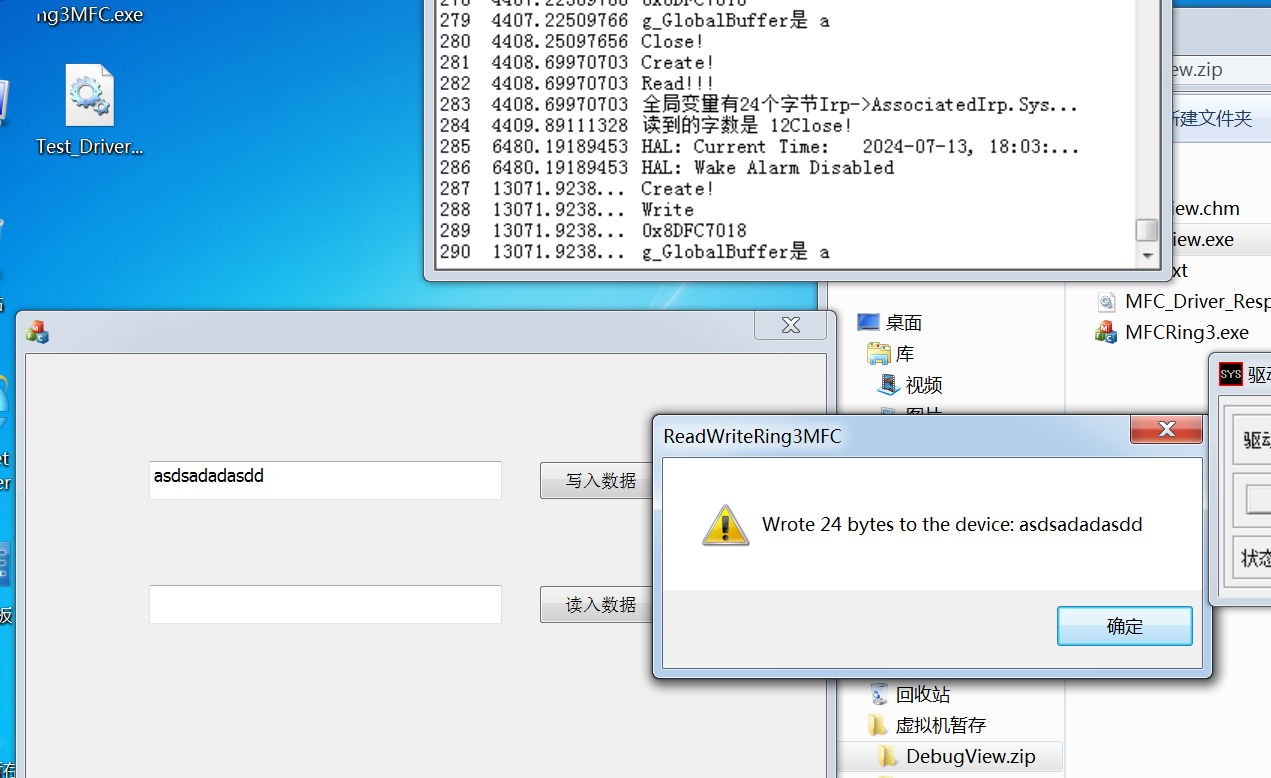 ng3MFC.exe
Test_Driver...
279 4407.22509766 g_GlobalBuffer是 a
280 4408.25097656 Close!
281 4408.69970703 Create!
282 4408.69970703 Read!!!
283 4408.69970703 全局变量有24个字节Irp->AssociatedIrp.Sys...
284 4409.89111328 读到的字数是 12Close!
285 6480.19189453 HAL: Current Time: 2024-07-13, 18:03:...
286 6480.19189453 HAL: Wake Alarm Disabled
287 13071.9238... Create!
288 13071.9238... Write
289 13071.9238... 0x8DFC7018
290 13071.9238... g_GlobalBuffer是 a
ew.zip
新建文件夹
iew.chm
iew.exe
xt
MFC_Driver_Resp
MFCRing3.exe
桌面
库
视频
图片
SYS 驱动
驱动
状态
asdsadadasdd
写入数据
读入数据
ReadWriteRing3MFC
Wrote 24 bytes to the device: asdsadadasdd
确定
回收站
虚拟机暂存
DebugView.zip